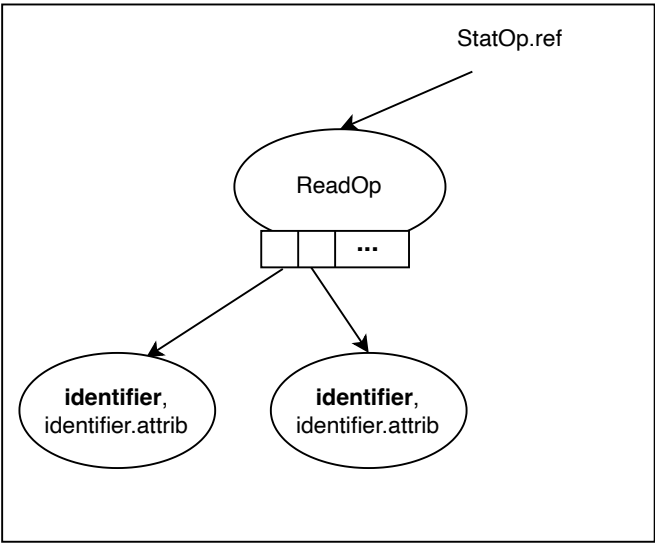 StatOp.ref
ReadOp
...
identifier,
identifier.attrib
identifier,
identifier.attrib